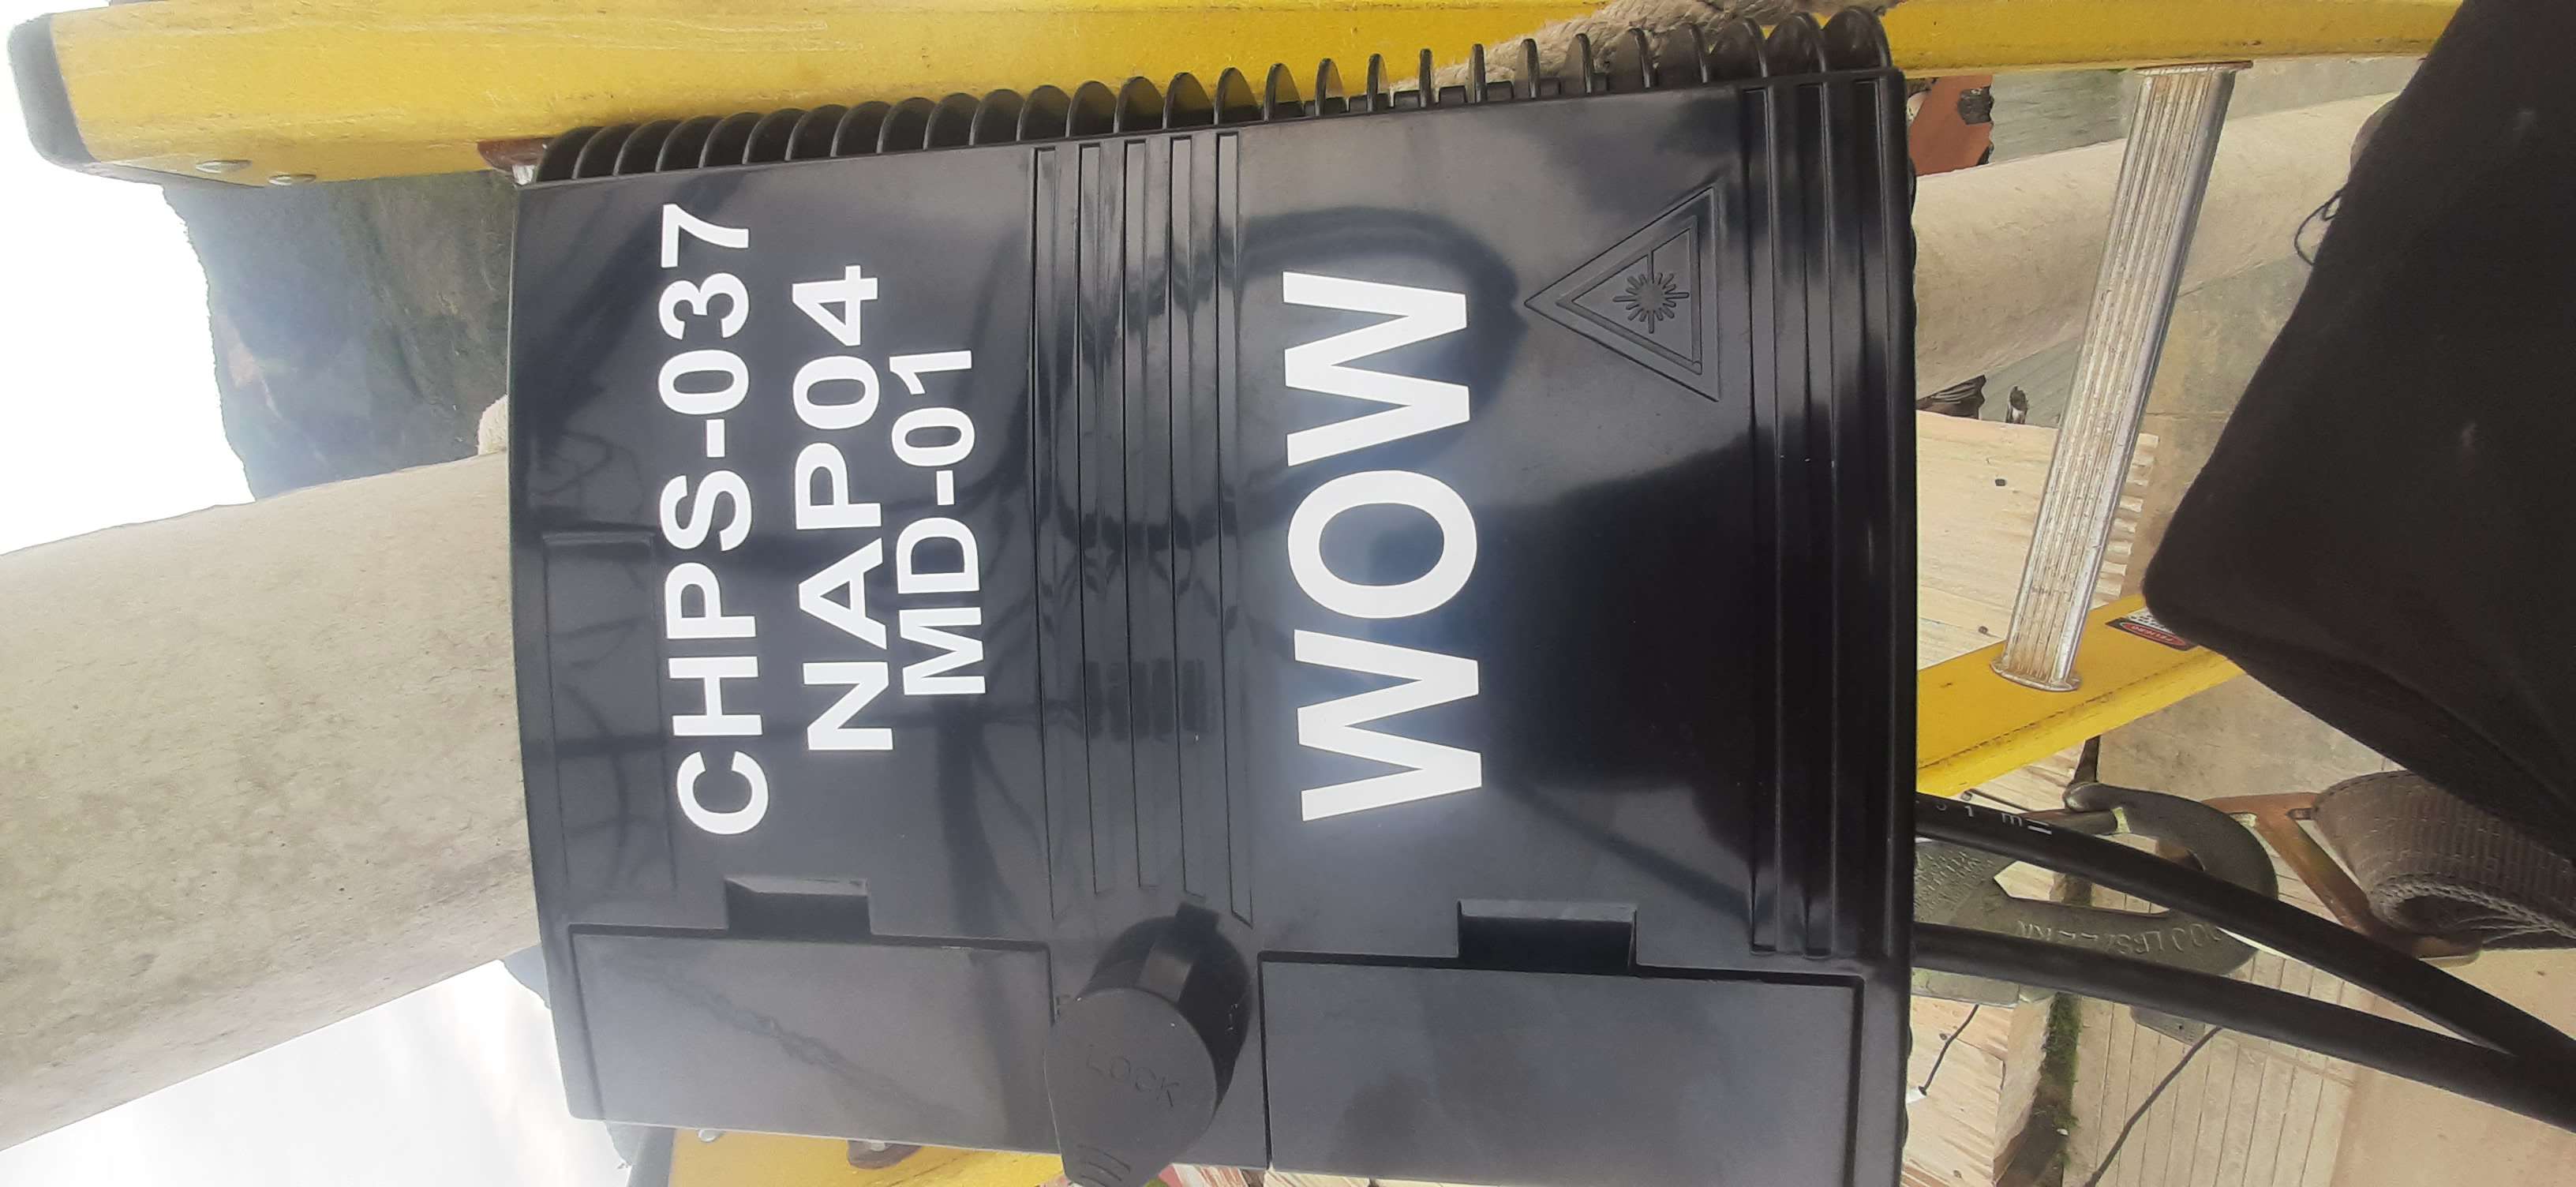 CHPS-037
NAP04
MD-01
WOW
LOCK